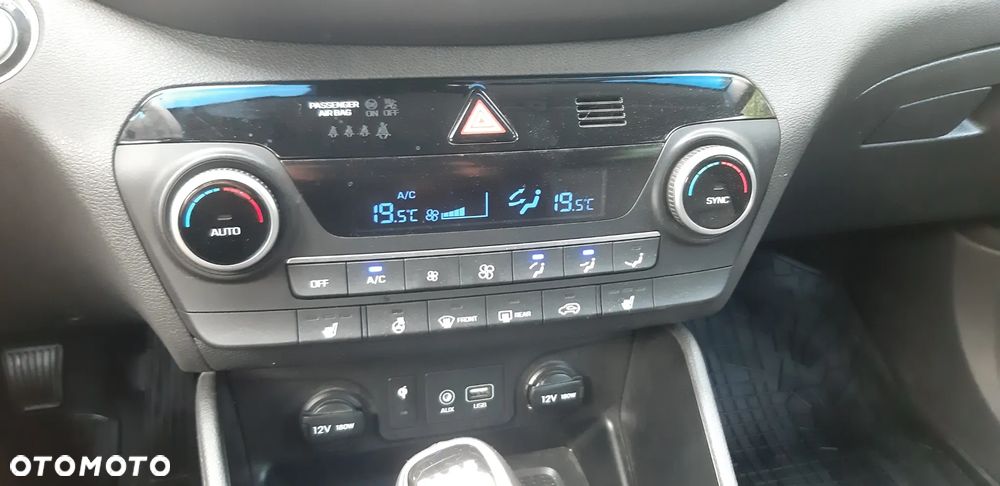 PASSENGER
AIR BAG ON OFF
A/C
19.5°C 19.5°C
AUTO SYNC
OFF A/C
FRONT REAR
12V 180W AUX USB 12V 180W
OTOMOTO